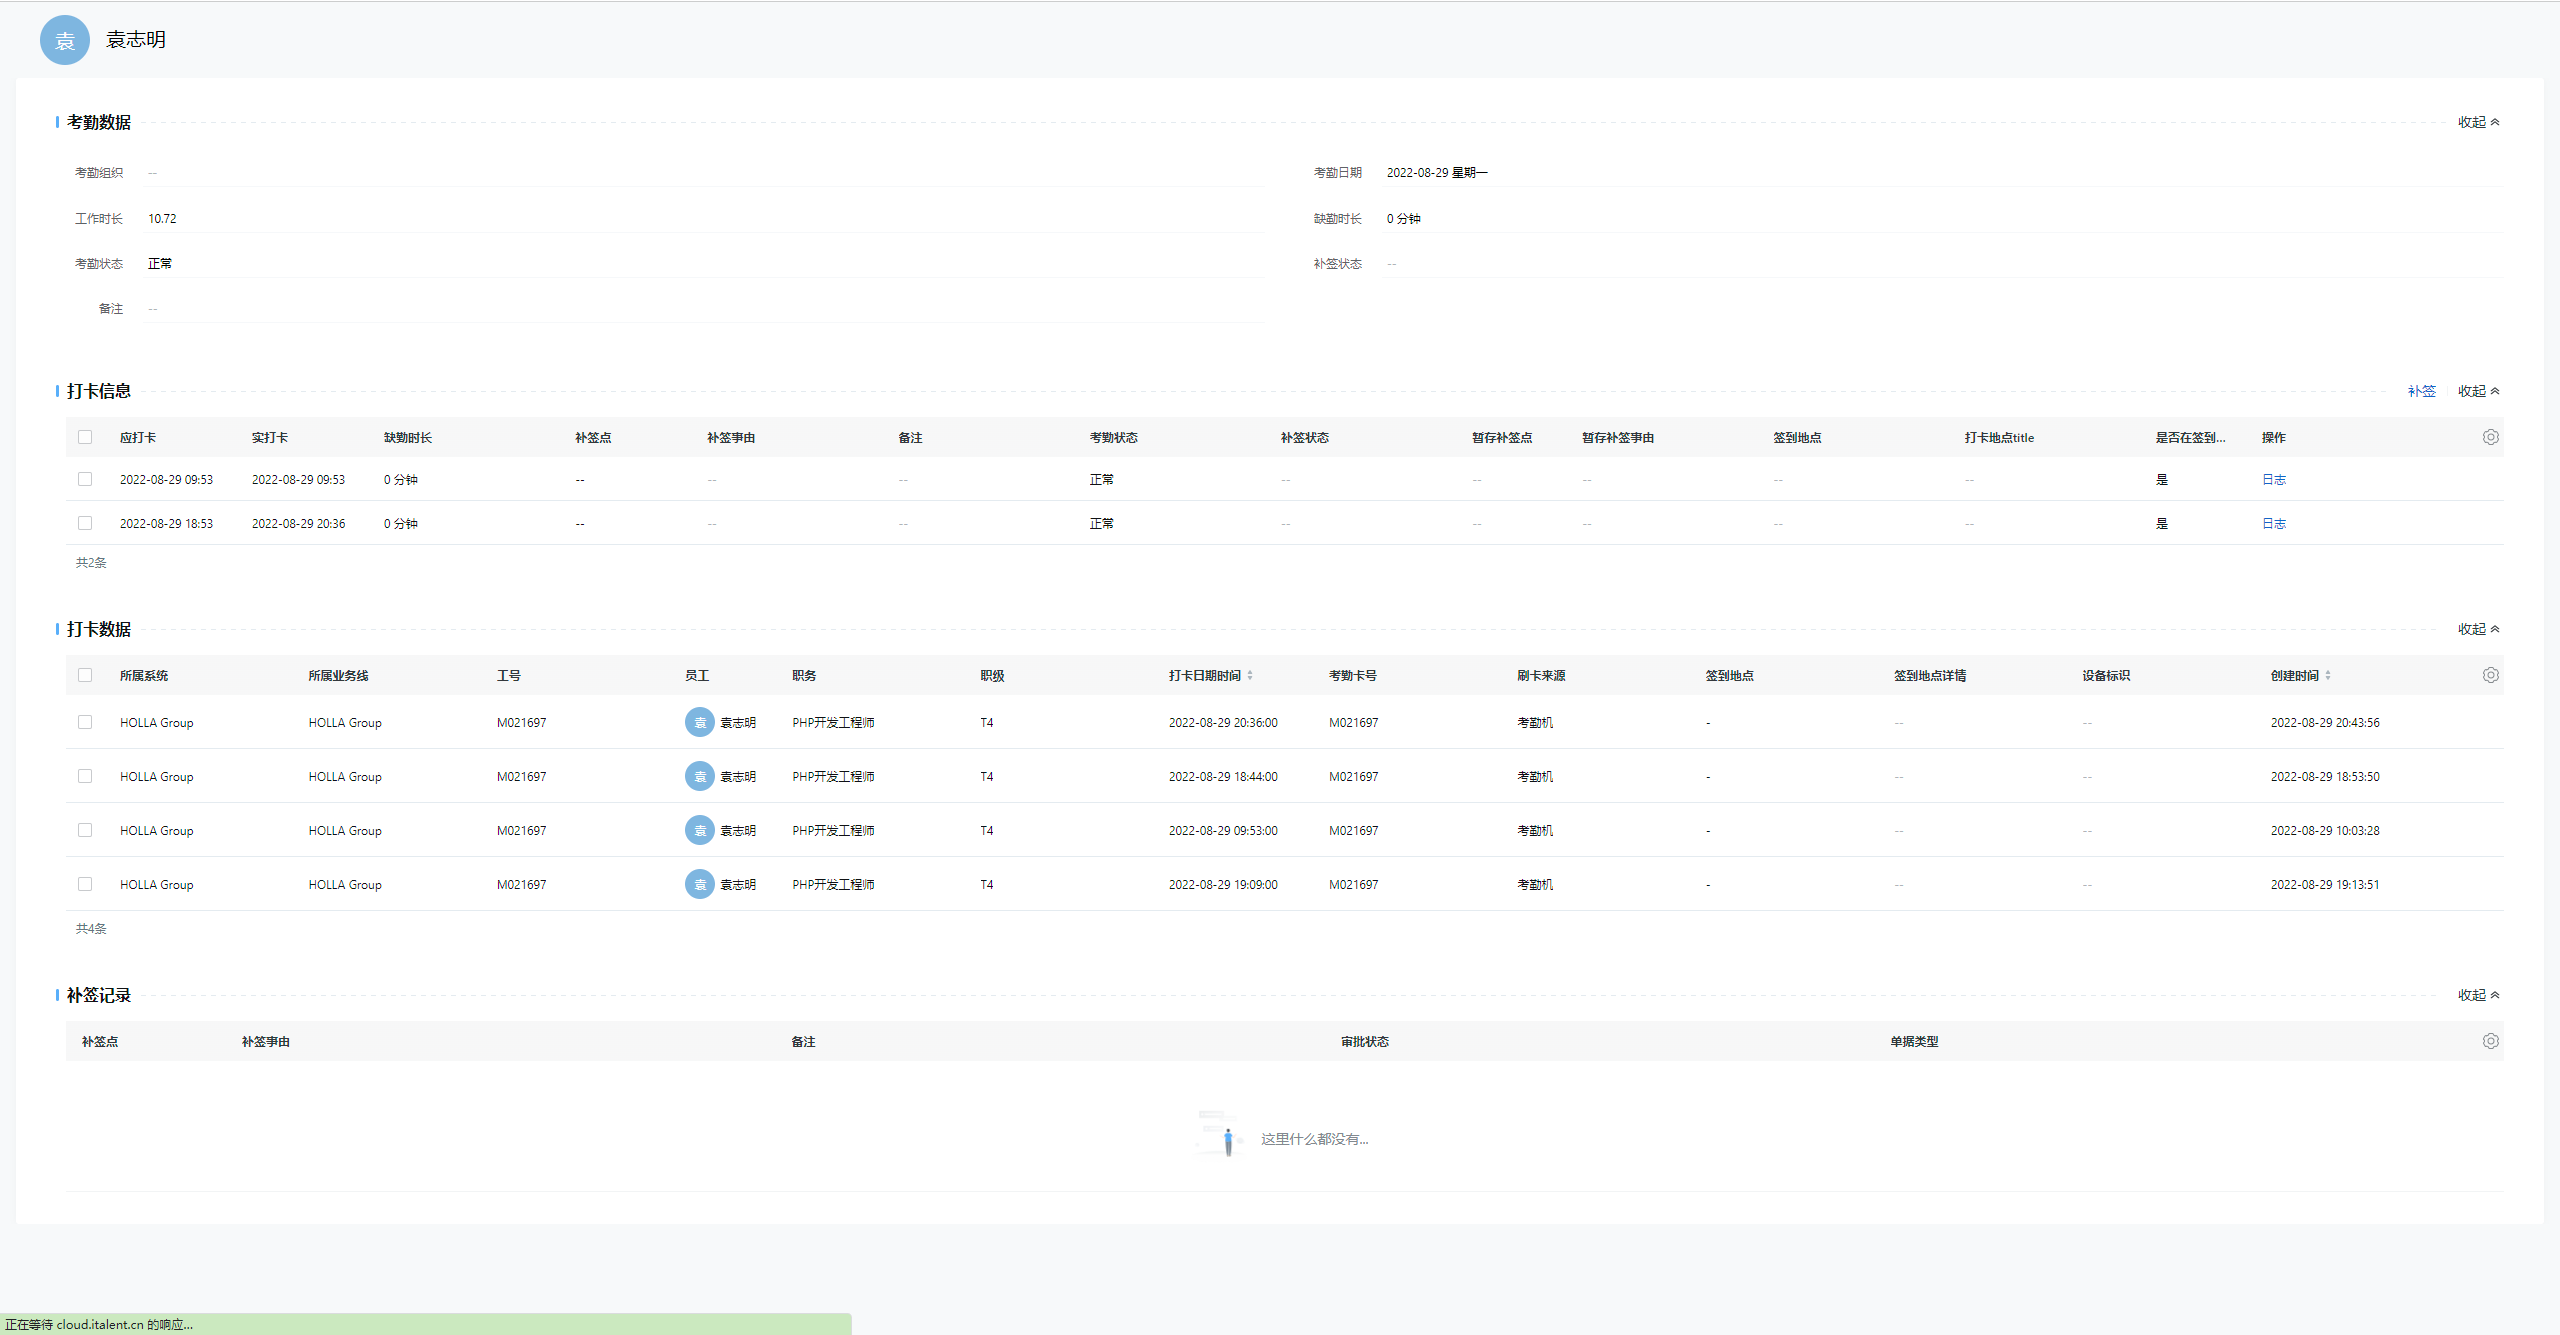 袁 袁志明
考勤数据 收起
考勤组织 -- 考勤日期 2022-08-29 星期一
工作时长 10.72 缺勤时长 0 分钟
考勤状态 正常 补签状态 --
备注 --
打卡信息 补签 收起
应打卡 实打卡 缺勤时长 补签点 补签事由 备注 考勤状态 补签状态 暂存补签点 暂存补签事由 签到地点 打卡地点title 是否在签到... 操作
2022-08-29 09:53 2022-08-29 09:53 0 分钟 -- -- -- 正常 -- -- -- -- -- 是 日志
2022-08-29 18:53 2022-08-29 20:36 0 分钟 -- -- -- 正常 -- -- -- -- -- 是 日志
共2条
打卡数据 收起
所属系统 所属业务线 工号 员工 职务 职级 打卡日期时间 考勤卡号 刷卡来源 签到地点 签到地点详情 设备标识 创建时间
HOLLA Group HOLLA Group M021697 袁 袁志明 PHP开发工程师 T4 2022-08-29 20:36:00 M021697 考勤机 - -- -- 2022-08-29 20:43:56
HOLLA Group HOLLA Group M021697 袁 袁志明 PHP开发工程师 T4 2022-08-29 18:44:00 M021697 考勤机 - -- -- 2022-08-29 18:53:50
HOLLA Group HOLLA Group M021697 袁 袁志明 PHP开发工程师 T4 2022-08-29 09:53:00 M021697 考勤机 - -- -- 2022-08-29 10:03:28
HOLLA Group HOLLA Group M021697 袁 袁志明 PHP开发工程师 T4 2022-08-29 19:09:00 M021697 考勤机 - -- -- 2022-08-29 19:13:51
共4条
补签记录 收起
补签点 补签事由 备注 审批状态 单据类型
这里什么都没有...
正在等待 cloud.italent.cn 的响应...